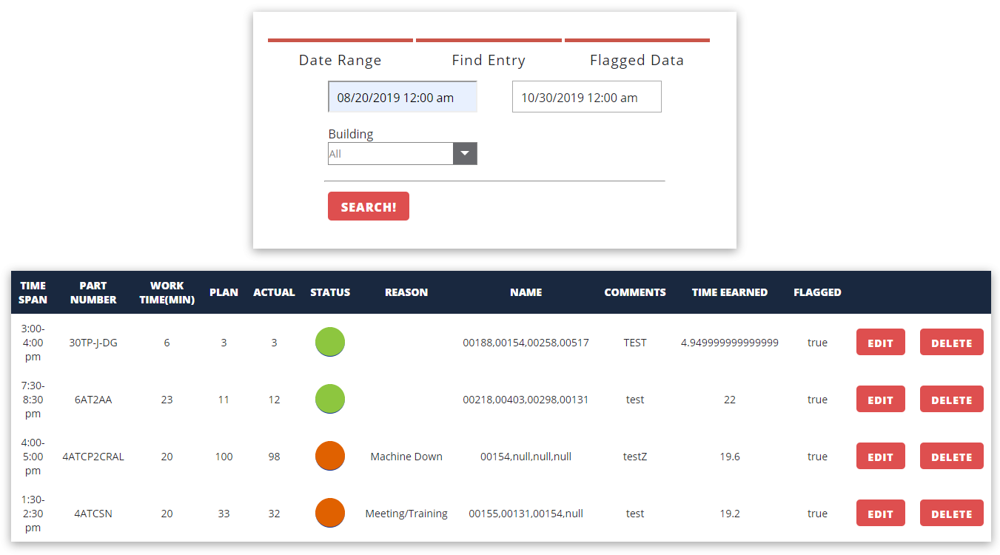 Date Range Find Entry Flagged Data
08/20/2019 12:00 am 10/30/2019 12:00 am
Building
All
SEARCH!
TIME SPAN PART NUMBER WORK TIME(MIN) PLAN ACTUAL STATUS REASON NAME COMMENTS TIME EEARNED FLAGGED
3:00-4:00 pm 30TP-J-DG 6 3 3 00188,00154,00258,00517 TEST 4.949999999999999 true EDIT DELETE
7:30-8:30 pm 6AT2AA 23 11 12 00218,00403,00298,00131 test 22 true EDIT DELETE
4:00-5:00 pm 4ATCP2CRAL 20 100 98 Machine Down 00154,null,null,null testZ 19.6 true EDIT DELETE
1:30-2:30 pm 4ATCSN 20 33 32 Meeting/Training 00155,00131,00154,null test 19.2 true EDIT DELETE